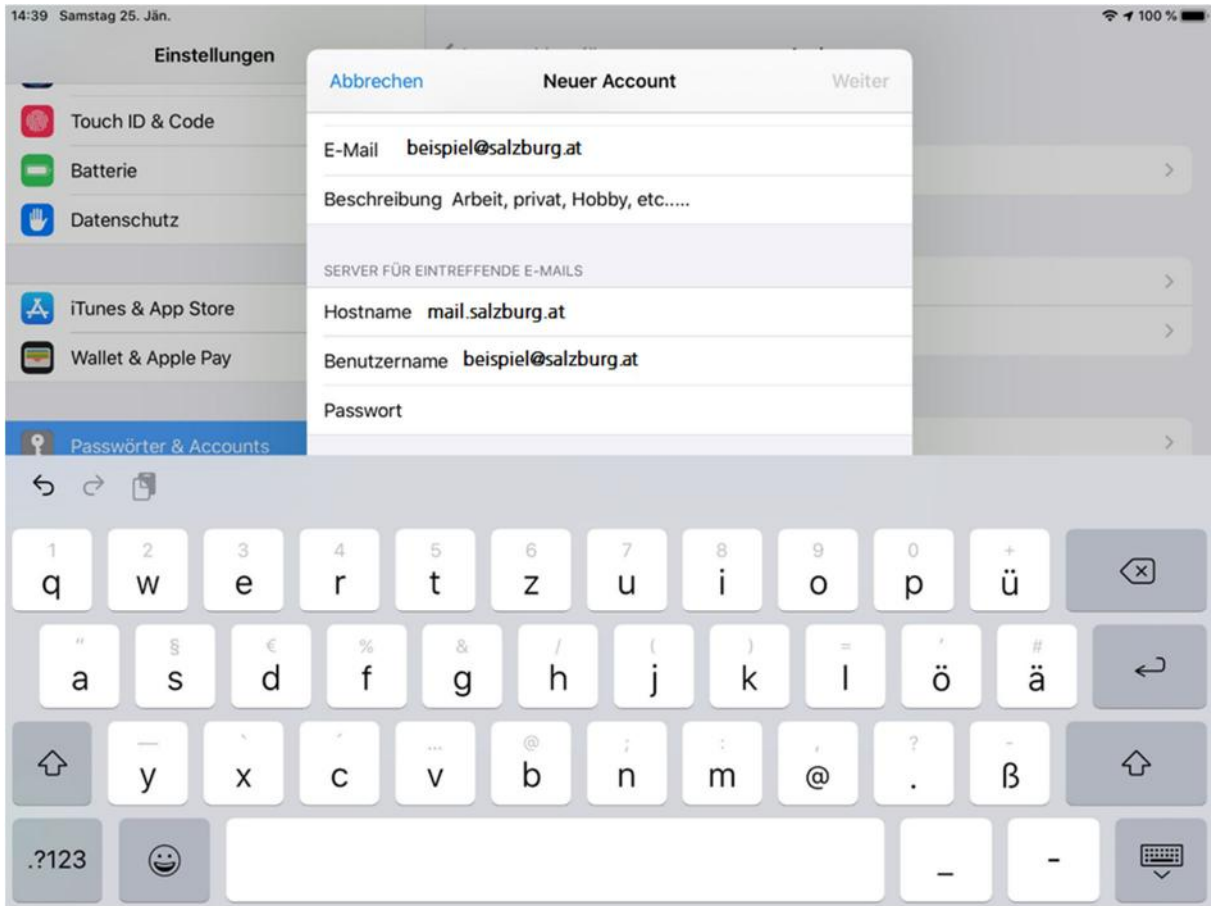 14:39 Samstag 25. Jän.
100 %
Einstellungen
Abbrechen
Neuer Account
Weiter
Touch ID & Code
Batterie
Datenschutz
iTunes & App Store
Wallet & Apple Pay
Passwörter & Accounts
E-Mail beispiel@salzburg.at
Beschreibung Arbeit, privat, Hobby, etc.....
SERVER FÜR EINTREFFENDE E-MAILS
Hostname mail.salzburg.at
Benutzername beispiel@salzburg.at
Passwort
1 2 3 4 5 6 7 8 9 0 +
q w e r t z u i o p ü
" § € % & / ( ) = ' #
a s d f g h j k l ö ä
— ` ´ ... @ ; : , ? -
y x c v b n m @ . ß
.?123 _ -